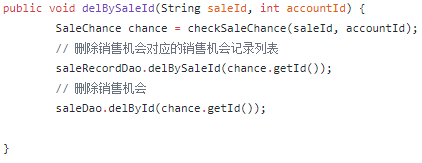 public void delBySaleId(String saleId, int accountId) {
SaleChance chance = checkSaleChance(saleId, accountId);
// 删除销售机会对应的销售机会记录列表
saleRecordDao.delBySaleId(chance.getId());
// 删除销售机会
saleDao.delById(chance.getId());
}